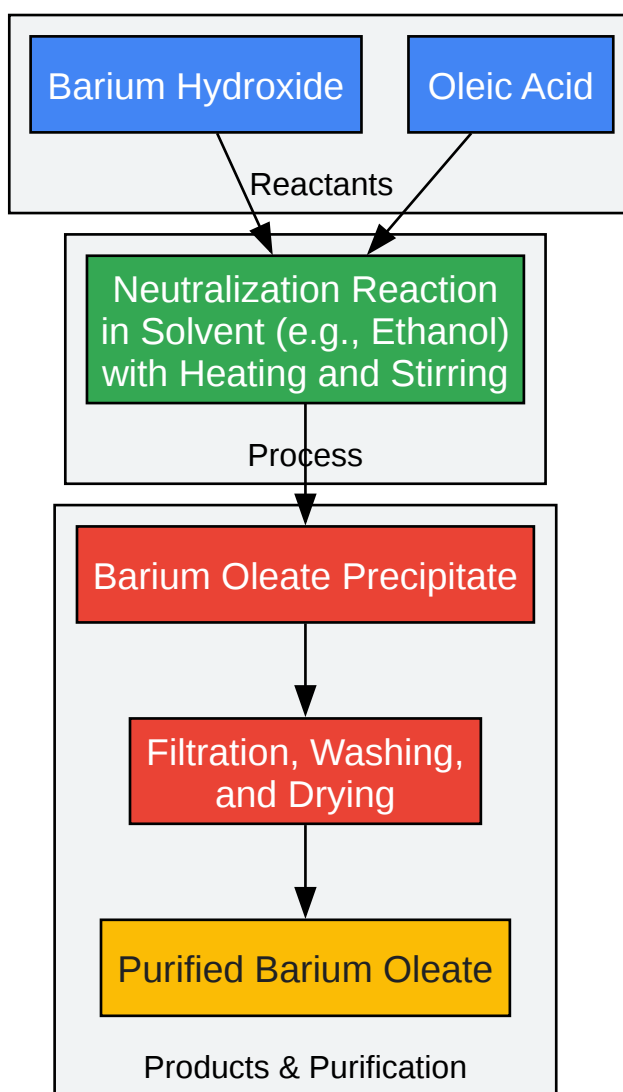 Barium Hydroxide
Oleic Acid
Reactants
Neutralization Reaction
in Solvent (e.g., Ethanol)
with Heating and Stirring
Process
Barium Oleate Precipitate
Filtration, Washing,
and Drying
Purified Barium Oleate
Products & Purification